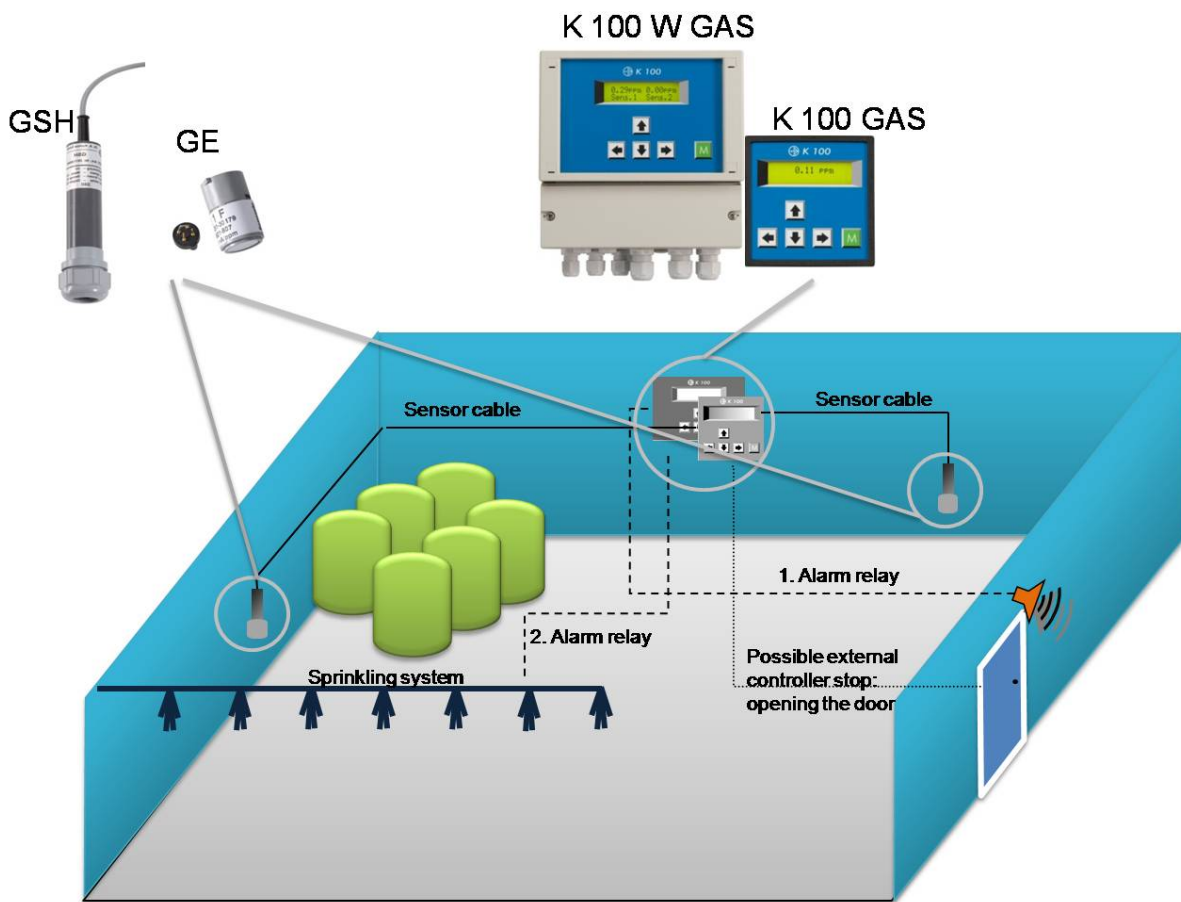 K 100 W GAS
K 100
0.29ppm 0.00ppm
Sens.1 Sens.2
M
K 100 GAS
K 100
0.11 ppm
M
GSH
GE
1 F
K 100
K 100
Sensor cable
Sensor cable
1. Alarm relay
2. Alarm relay
Possible external
controller stop:
opening the door
Sprinkling system